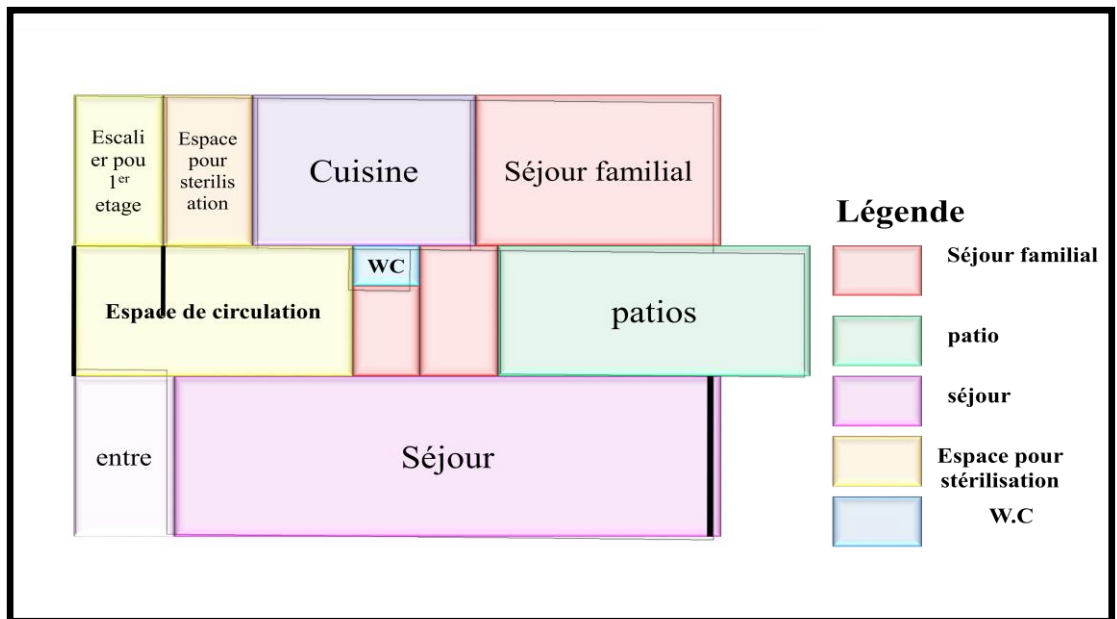 Escali
er pou
1er
etage
Espace
pour
sterilis
ation
Cuisine
Séjour familial
WC
Espace de circulation
patios
entre
Séjour
Légende
Séjour familial
patio
séjour
Espace pour
stérilisation
W.C